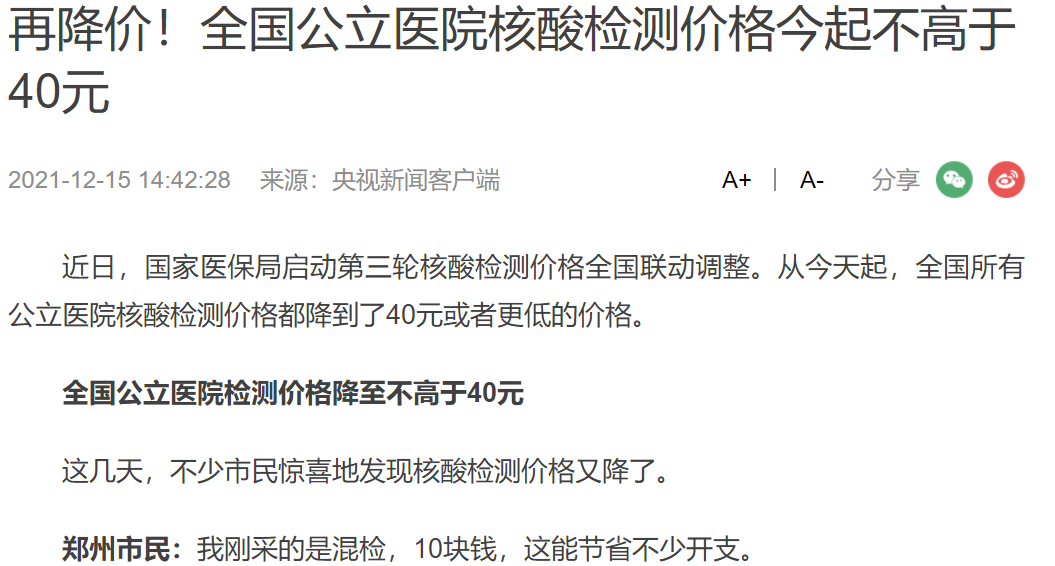 再降价！全国公立医院核酸检测价格今起不高于
40元
2021-12-15 14:42:28 来源：央视新闻客户端 A+ | A- 分享
近日，国家医保局启动第三轮核酸检测价格全国联动调整。从今天起，全国所有
公立医院核酸检测价格都降到了40元或者更低的价格。
全国公立医院检测价格降至不高于40元
这几天，不少市民惊喜地发现核酸检测价格又降了。
郑州市民：我刚采的是混检，10块钱，这能节省不少开支。